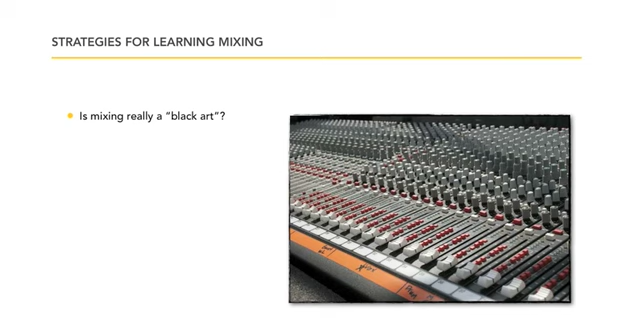 STRATEGIES FOR LEARNING MIXING
Is mixing really a “black art”?